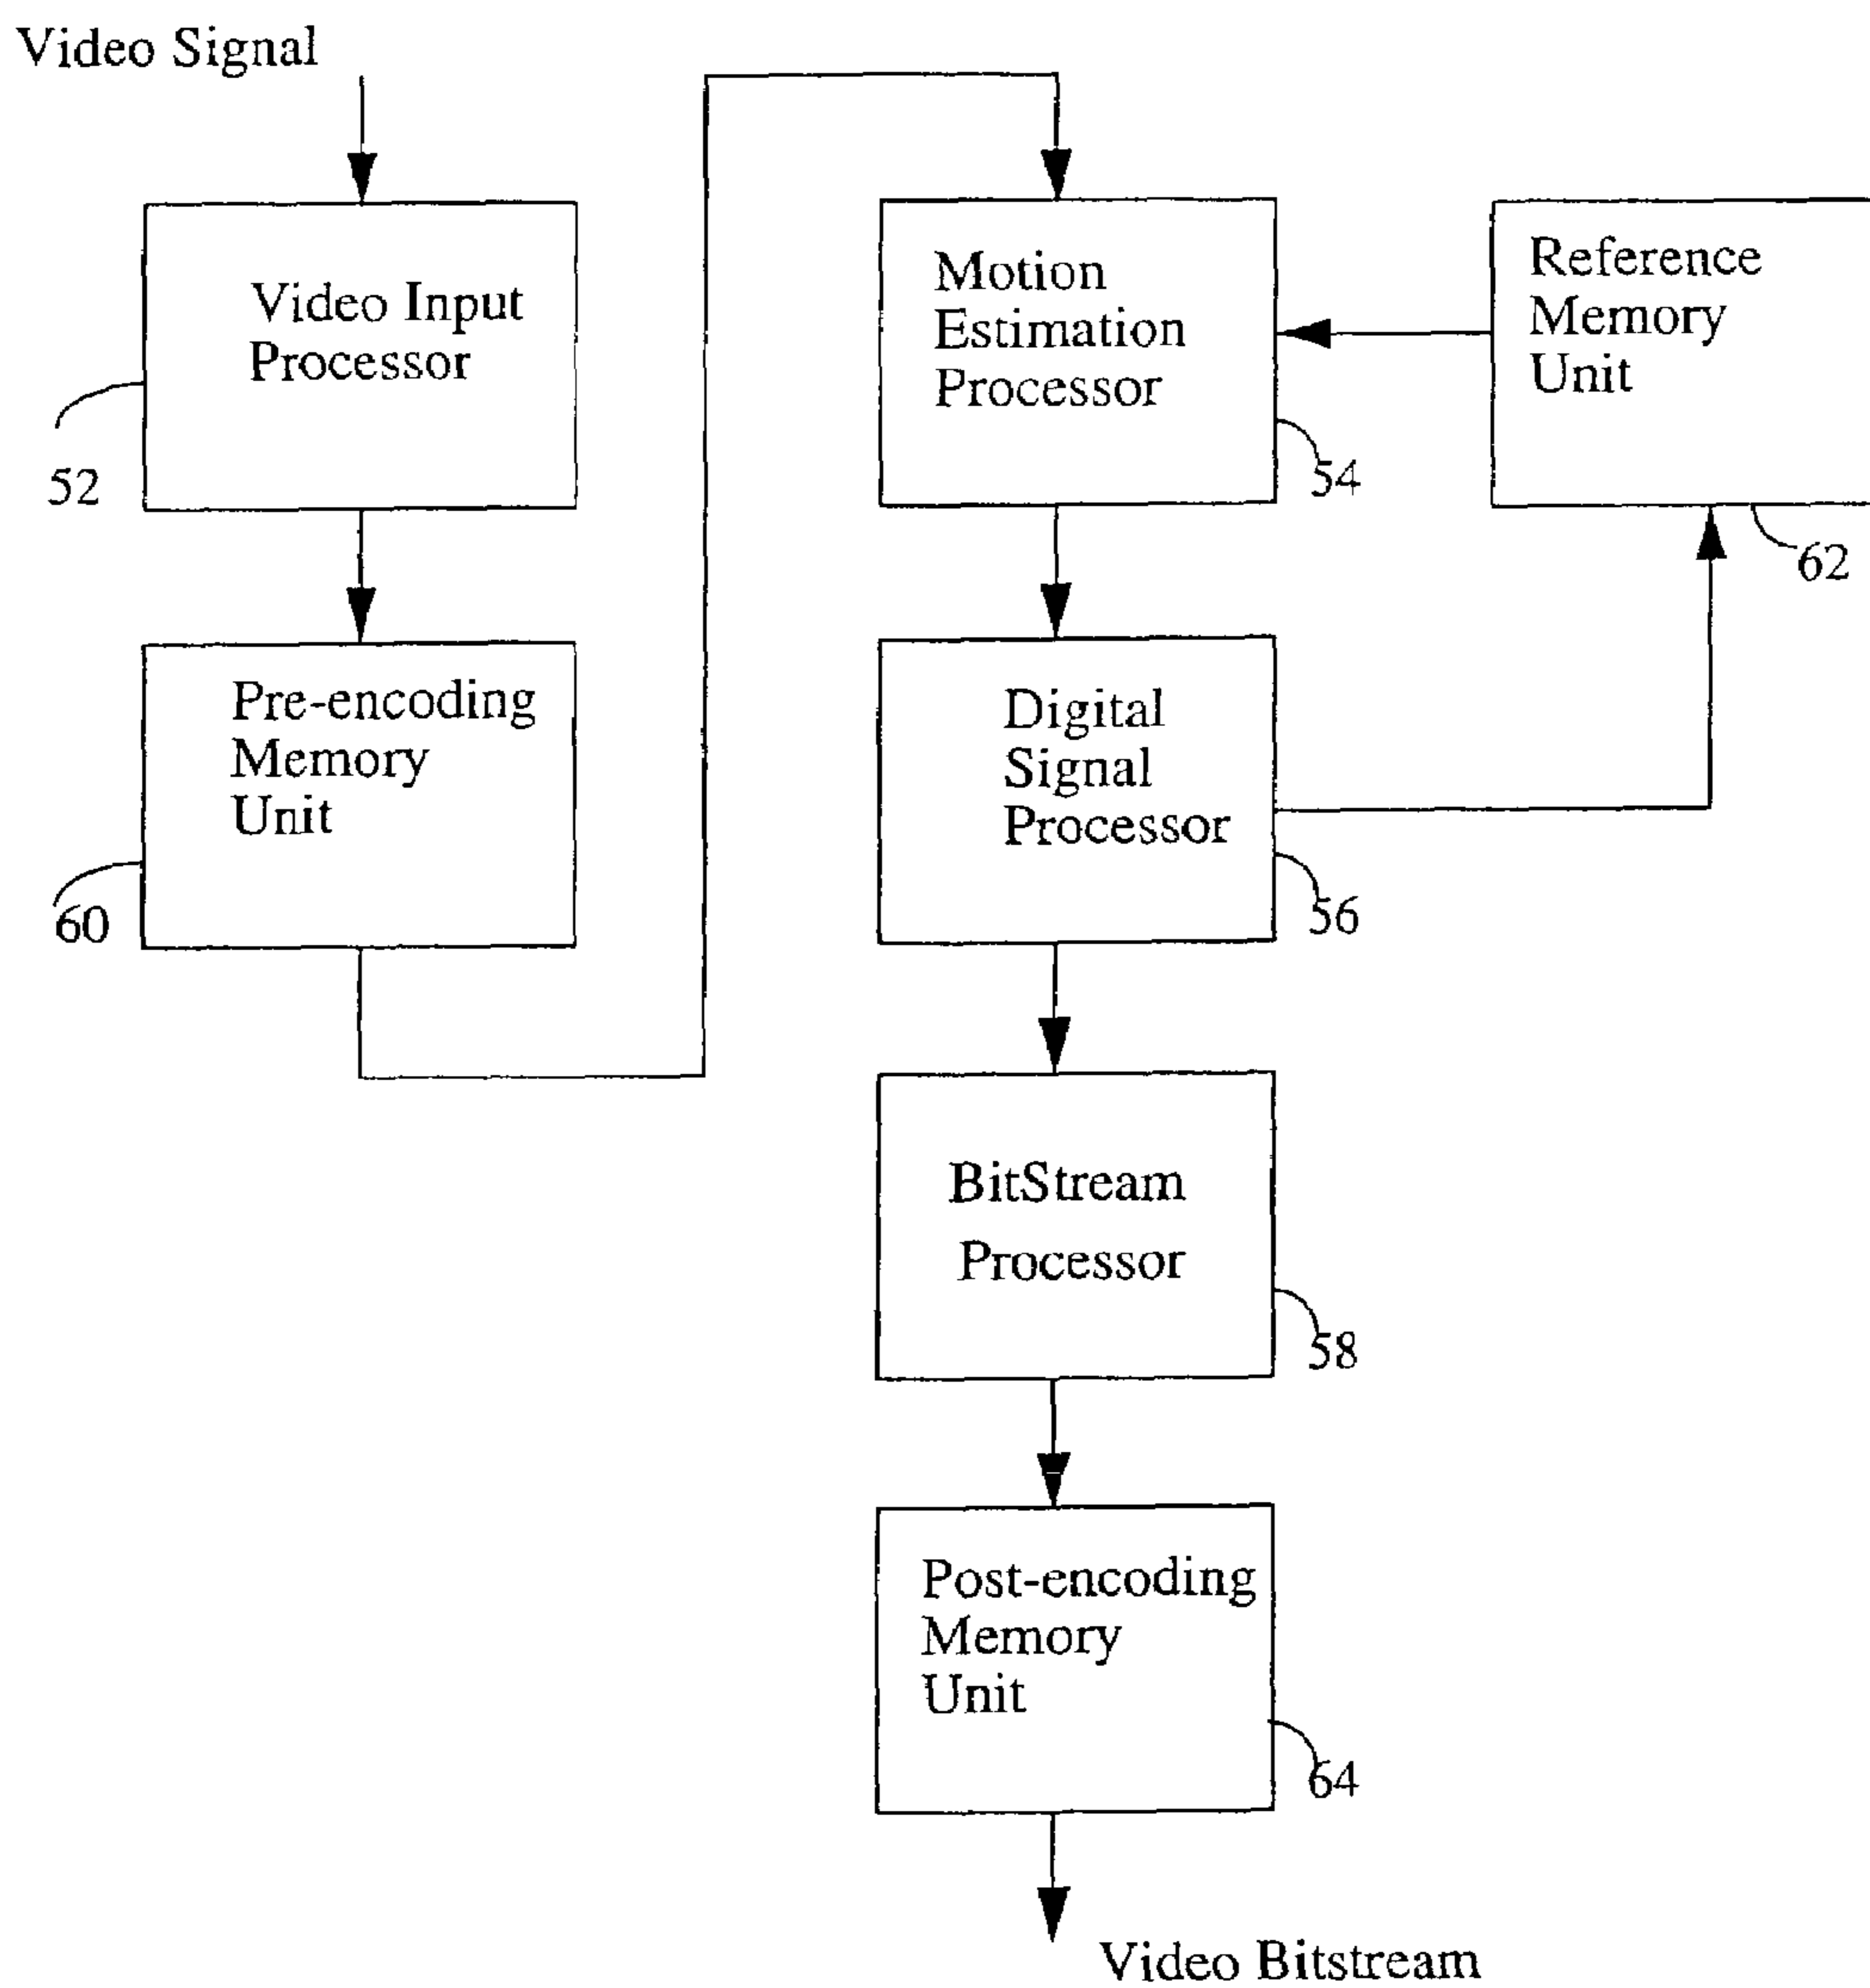 Video Signal
Video Input
Processor
52
Pre-encoding
Memory
Unit
60
Motion
Estimation
Processor
54
Reference
Memory
Unit
62
Digital
Signal
Processor
56
BitStream
Processor
58
Post-encoding
Memory
Unit
64
Video Bitstream